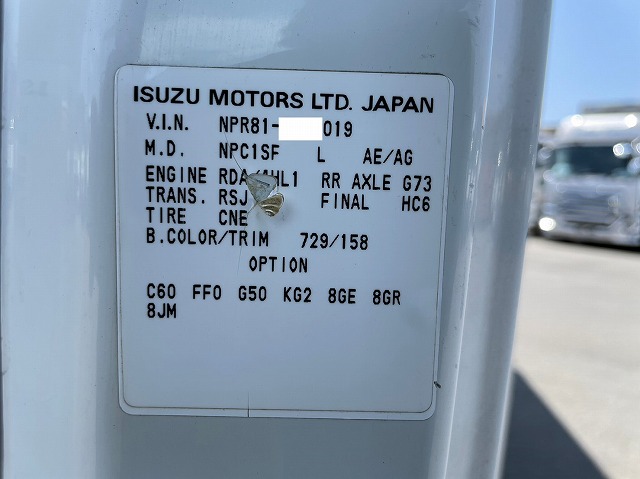 ISUZU MOTORS LTD. JAPAN
V.I.N. NPR81- 019
M.D. NPC1SF L AE/AG
ENGINE RR AXLE G73
TRANS. RSJ FINAL HC6
TIRE CNE
B.COLOR/TRIM 729/158
OPTION
C60 FF0 G50 KG2 8GE 8GR
8JM